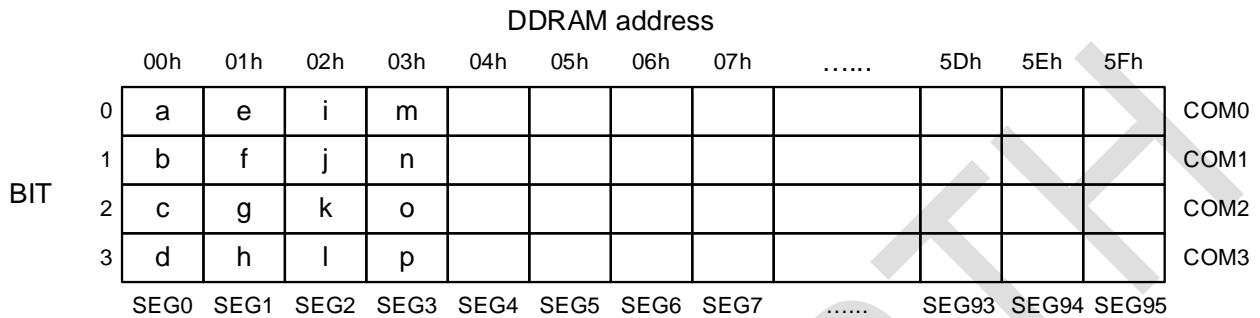 DDRAM address
00h 01h 02h 03h 04h 05h 06h 07h …... 5Dh 5Eh 5Fh
0 a e i m COM0
1 b f j n COM1
BIT
2 c g k o COM2
3 d h l p COM3
SEG0 SEG1 SEG2 SEG3 SEG4 SEG5 SEG6 SEG7 …... SEG93 SEG94 SEG95